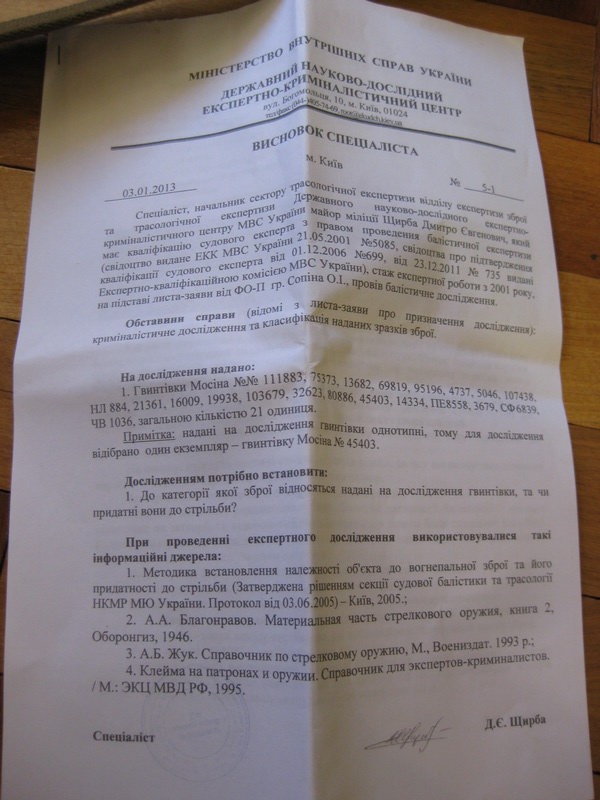 МІНІСТЕРСТВО ВНУТРІШНІХ СПРАВ УКРАЇНИ
ДЕРЖАВНИЙ НАУКОВО-ДОСЛІДНИЙ
ЕКСПЕРТНО-КРИМІНАЛІСТИЧНИЙ ЦЕНТР
вул. Богомольця, 10, м. Київ, 01024
ВИСНОВОК СПЕЦІАЛІСТА
м. Київ
03.01.2013 № 5-1
Спеціаліст, начальник сектору трасологічної експертизи відділу експертизи зброї
та трасологічної експертизи Державного науково-дослідного експертно-
криміналістичного центру МВС України майор міліції Щирба Дмитро Євгенович, який
має кваліфікацію судового експерта з правом проведення балістичної експертизи
(свідоцтво видане ЕКК МВС України 21.05.2001 №5085, свідоцтва про підтвердження
кваліфікації судового експерта від 01.12.2006 №699, від 23.12.2011 № 735 видані
Експертно-кваліфікаційною комісією МВС України), стаж експертної роботи з 2001 року,
на підставі листа-заяви від ФО-П гр. Сопіна О.І., провів балістичне дослідження.
Обставини справи (відомі з листа-заяви про призначення дослідження):
криміналістичне дослідження та класифікація наданих зразків зброї.
На дослідження надано:
1. Гвинтівки Мосіна №№ 111883, 75373, 13682, 69819, 95196, 4737, 5046, 107438,
НЛ 884, 21361, 16009, 19938, 103679, 32623, 80886, 45403, 14334, ПЕ8558, 3679, СФ6839,
ЧВ 1036, загальною кількістю 21 одиниця.
Примітка: надані на дослідження гвинтівки однотипні, тому для дослідження
відібрано один екземпляр – гвинтівку Мосіна № 45403.
Дослідженням потрібно встановити:
1. До категорії якої зброї відносяться надані на дослідження гвинтівки, та чи
придатні вони до стрільби?
При проведенні експертного дослідження використовувалися такі
інформаційні джерела:
1. Методика встановлення належності об'єкта до вогнепальної зброї та його
придатності до стрільби (Затверджена рішенням секції судової балістики та трасології
НКМР МЮ України. Протокол від 03.06.2005) – Київ, 2005.;
2. А.А. Благонравов. Материальная часть стрелкового оружия, книга 2,
Оборонгиз, 1946.
3. А.Б. Жук. Справочник по стрелковому оружию, М., Воениздат. 1993 р.;
4. Клейма на патронах и оружии. Справочник для экспертов-криминалистов.
/ М.: ЭКЦ МВД РФ, 1995.
Спеціаліст Д.Є. Щирба